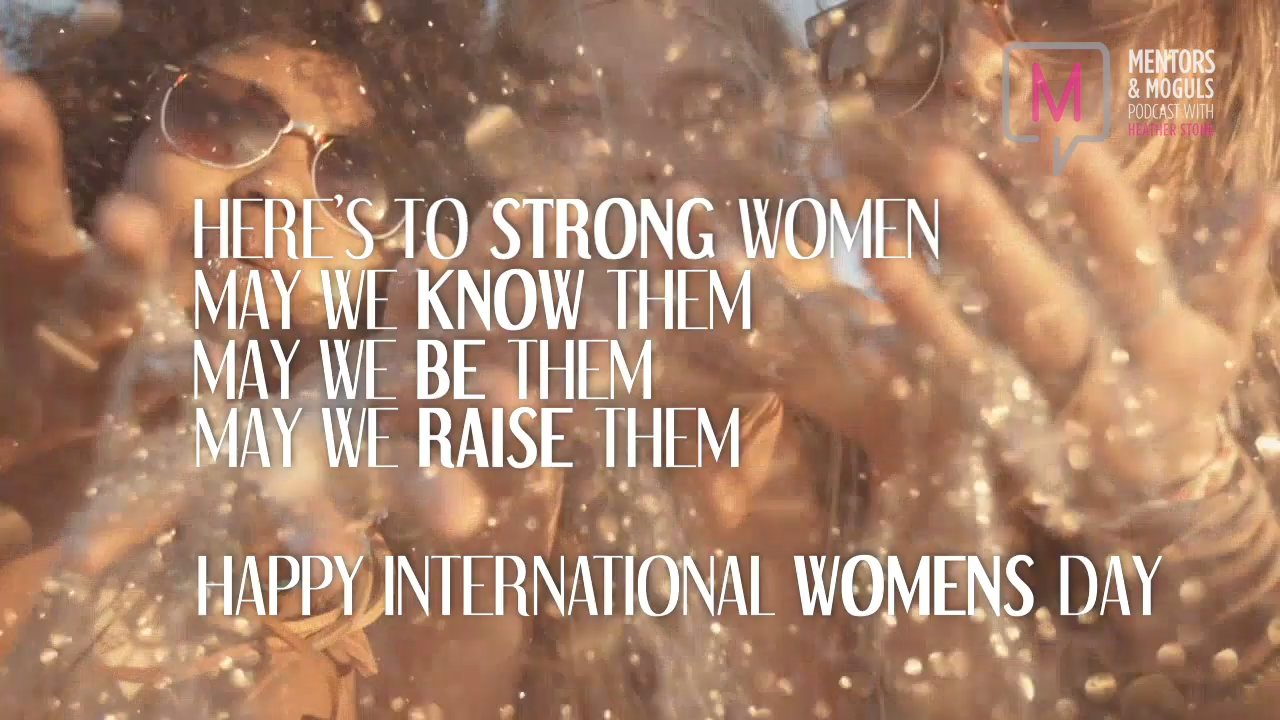 MENTORS
& MOGULS
PODCAST WITH
HEATHER
M
HERE'S TO STRONG WOMEN
MAY WE KNOW THEM
MAY WE BE THEM
MAY WE RAISE THEM
HAPPY INTERNATIONAL WOMENS DAY